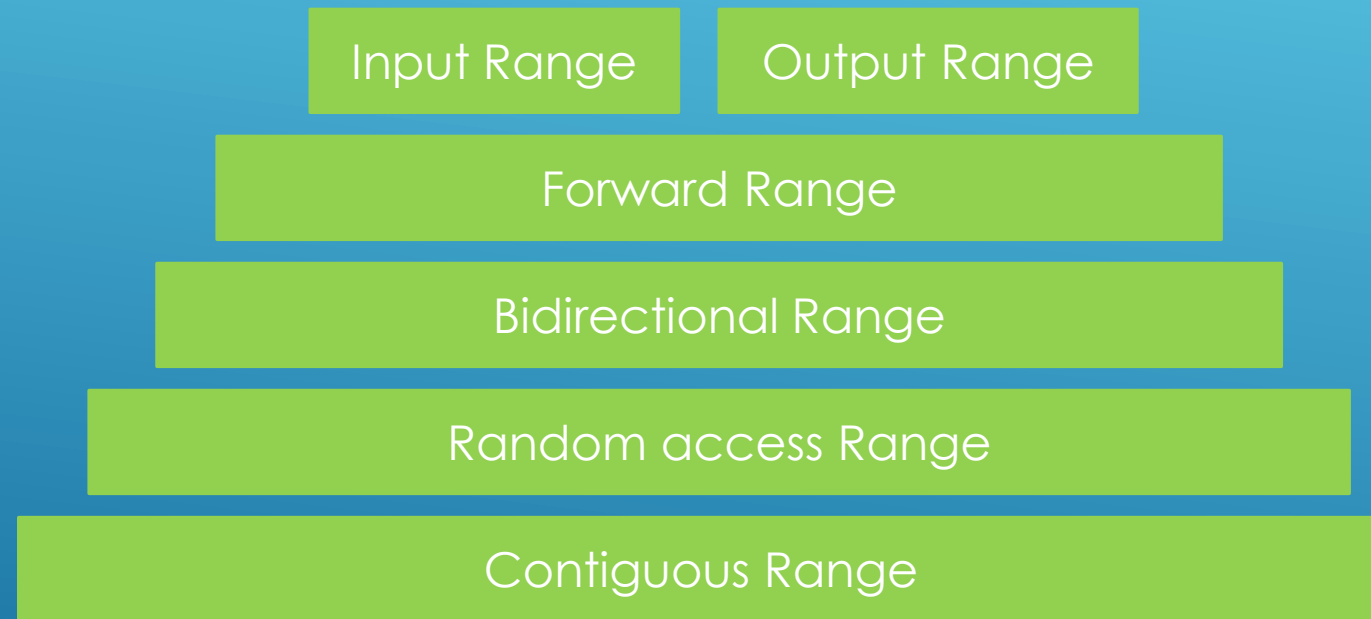 Input Range
Output Range
Forward Range
Bidirectional Range
Random access Range
Contiguous Range